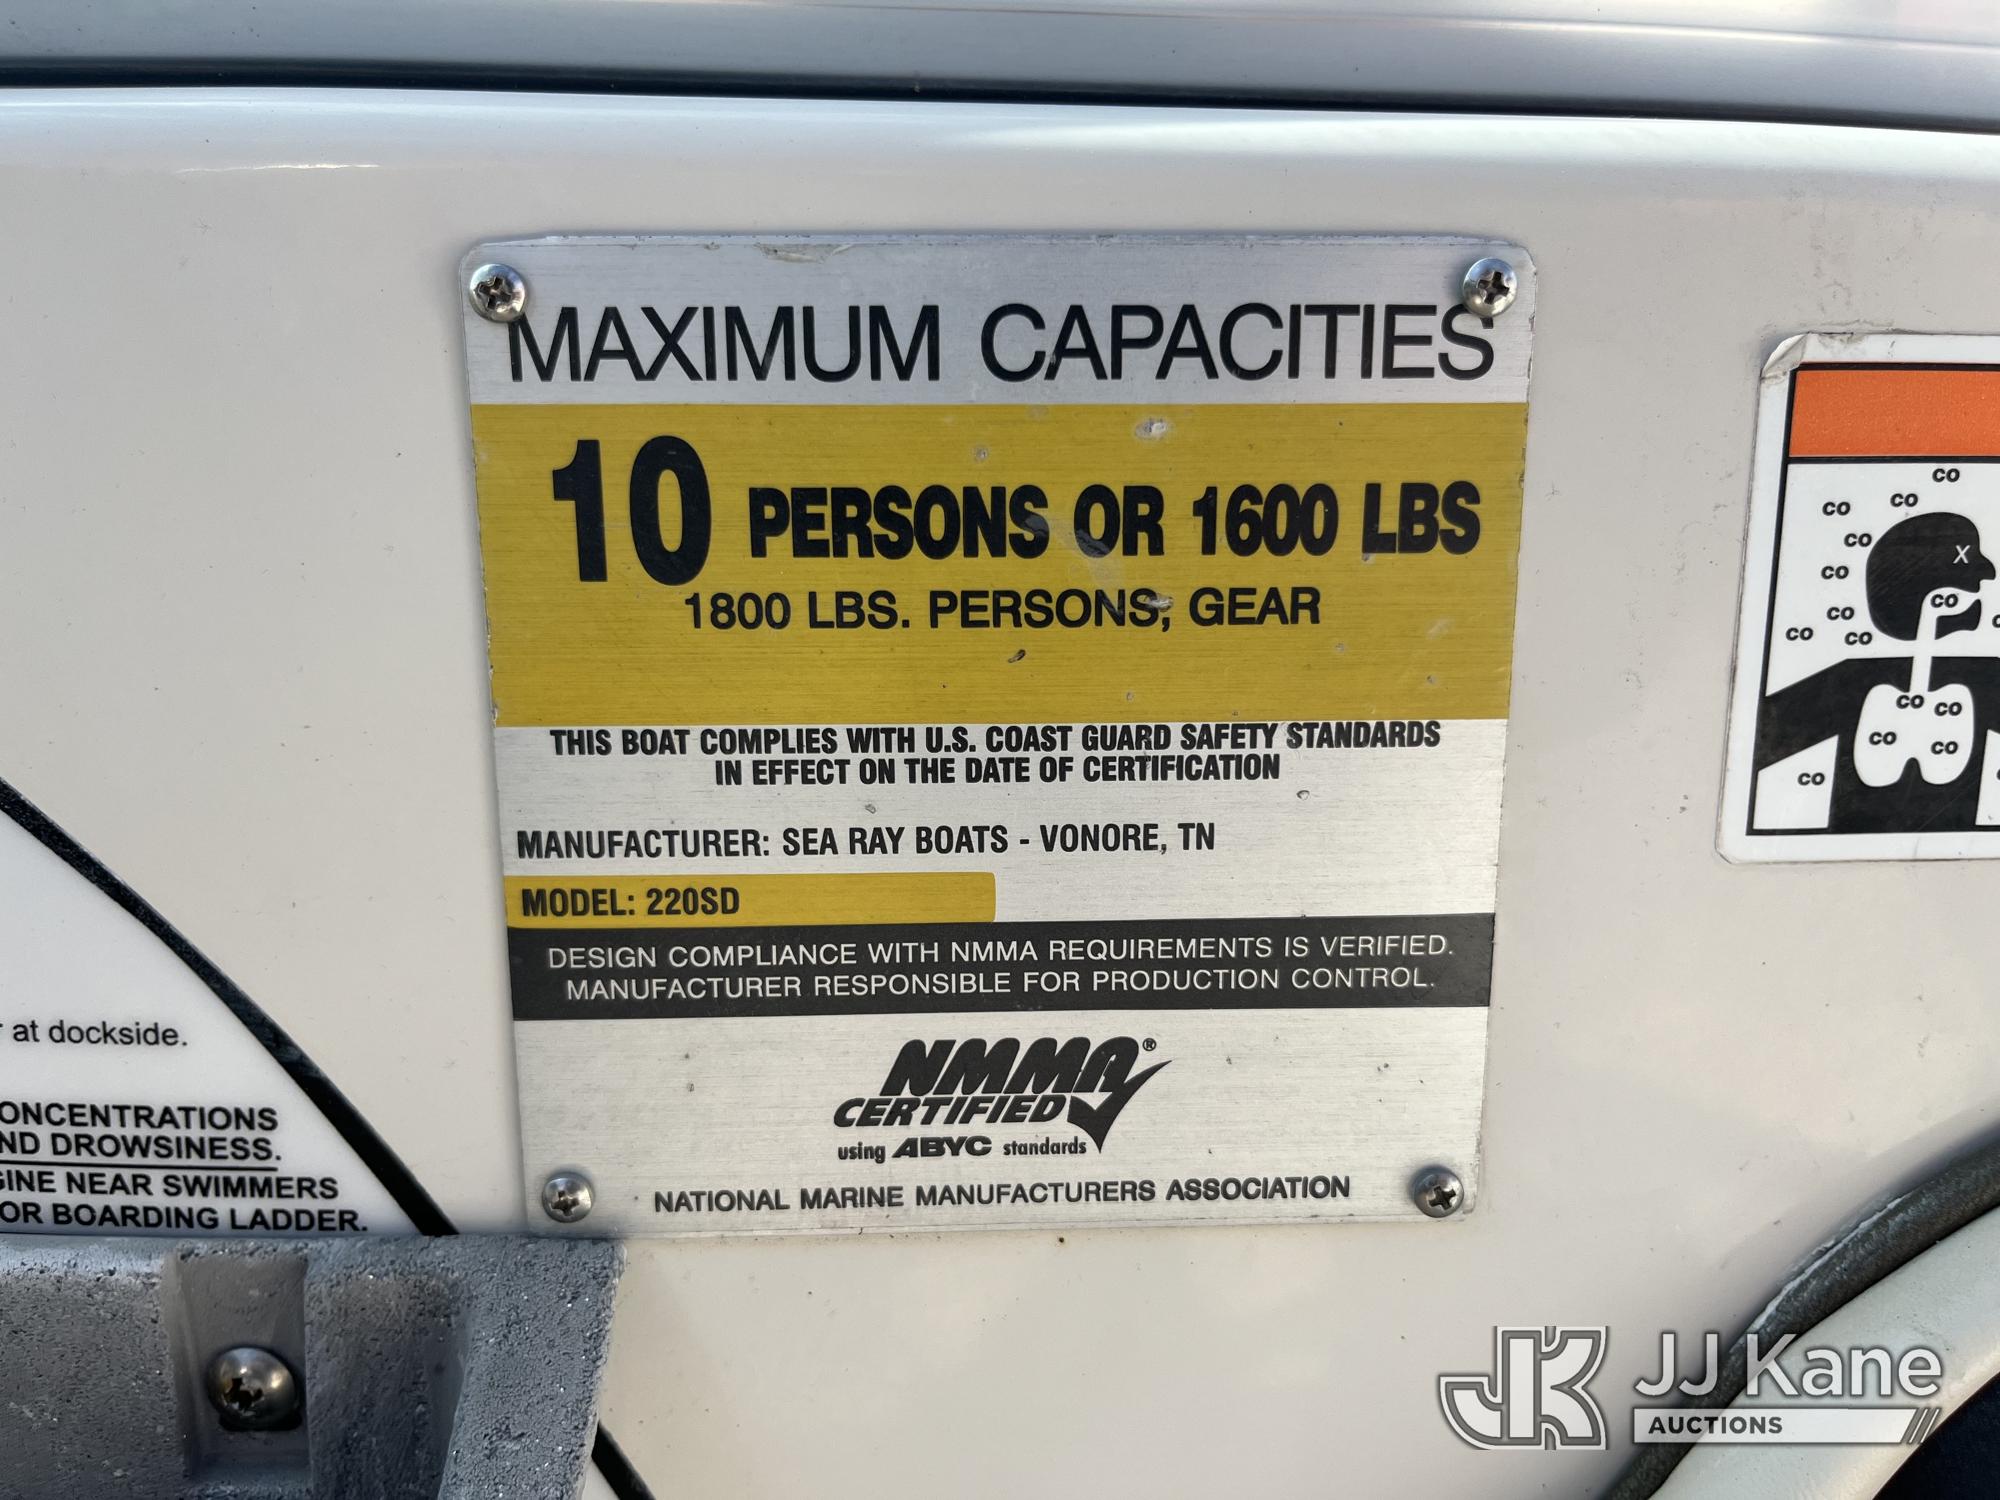 MAXIMUM CAPACITIES
10 PERSONS OR 1600 LBS
1800 LBS. PERSONS, GEAR
THIS BOAT COMPLIES WITH U.S. COAST GUARD SAFETY STANDARDS
IN EFFECT ON THE DATE OF CERTIFICATION
MANUFACTURER: SEA RAY BOATS - VONORE, TN
MODEL: 220SD
DESIGN COMPLIANCE WITH NMMA REQUIREMENTS IS VERIFIED.
MANUFACTURER RESPONSIBLE FOR PRODUCTION CONTROL.
NMMA®
CERTIFIED
using ABYC standards
NATIONAL MARINE MANUFACTURERS ASSOCIATION
at dockside.
ND DROWSINESS.
NEAR SWIMMERS
OR BOARDING LADDER.
CO
CO
CO
X
CO
CO
CO
CO
CO
CO
CO
CO
CO
CO
CO
JK JJ Kane
AUCTIONS